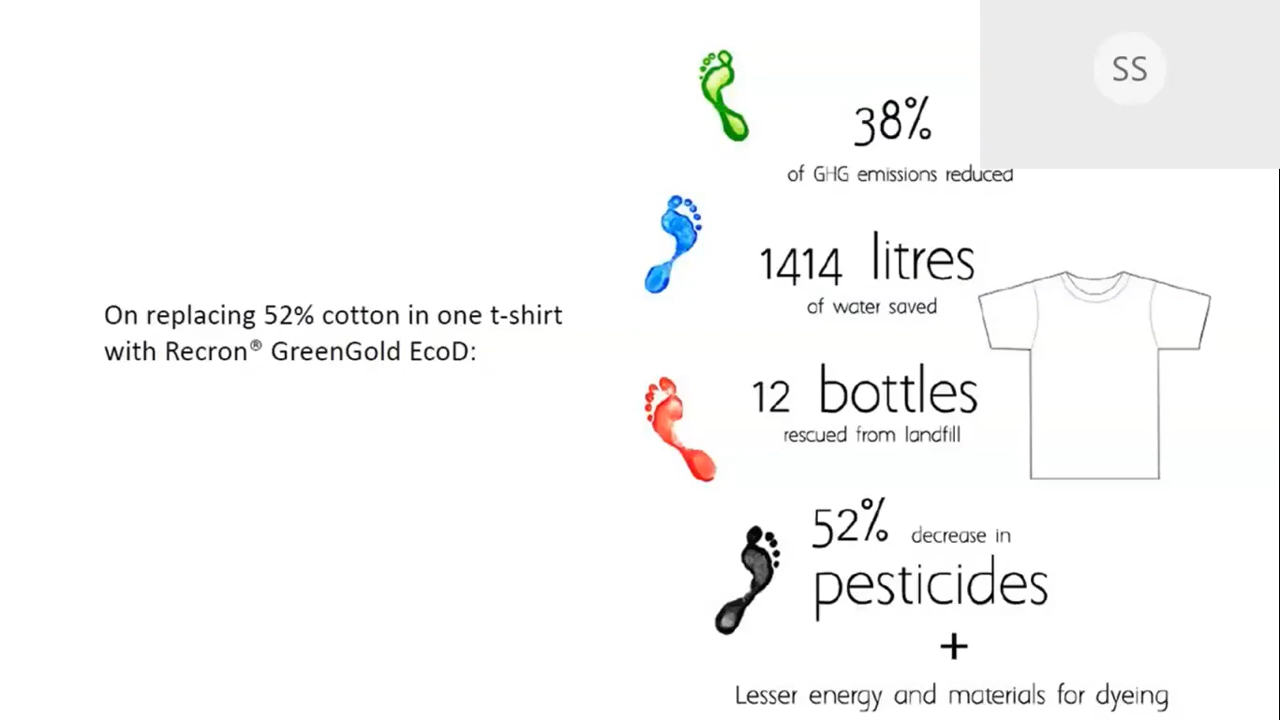 SS
38%
of GHG emissions reduced
1414 litres
of water saved
On replacing 52% cotton in one t-shirt
with Recron® GreenGold EcoD:
12 bottles
rescued from landfill
52% decrease in
pesticides
+
Lesser energy and materials for dyeing